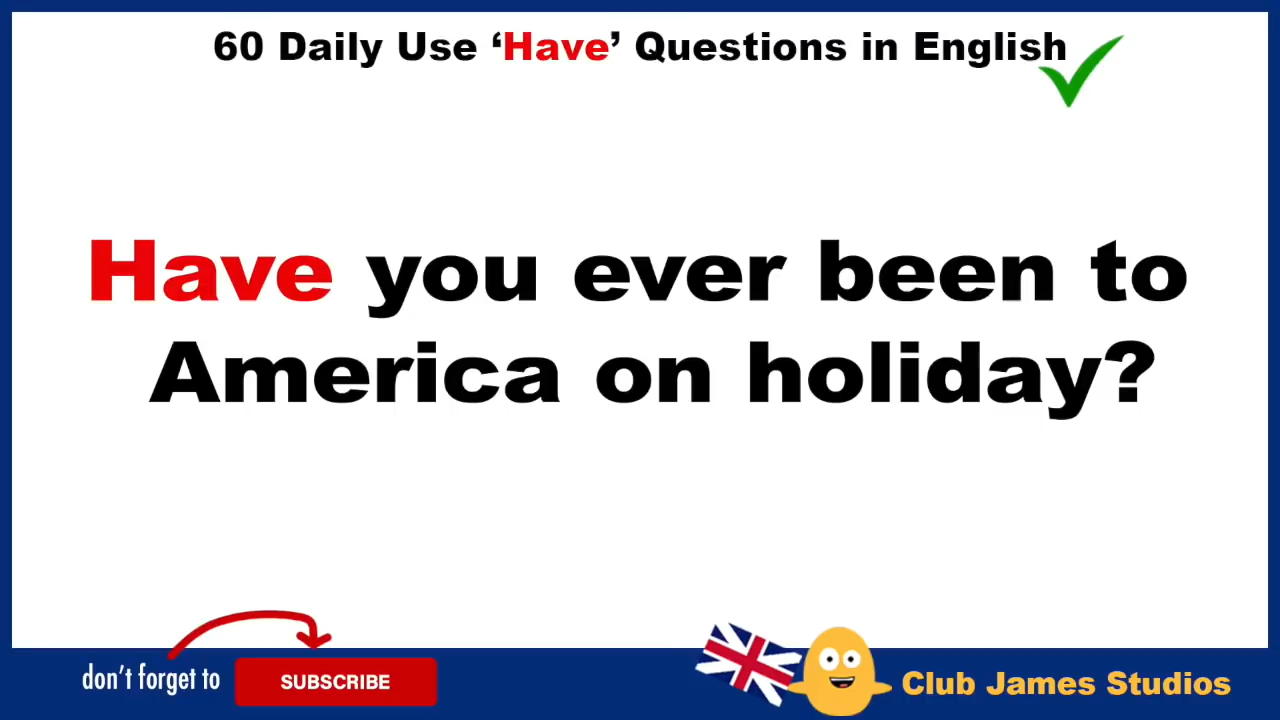 60 Daily Use ‘Have’ Questions in English
Have you ever been to
America on holiday?
don't forget to
SUBSCRIBE
Club James Studios